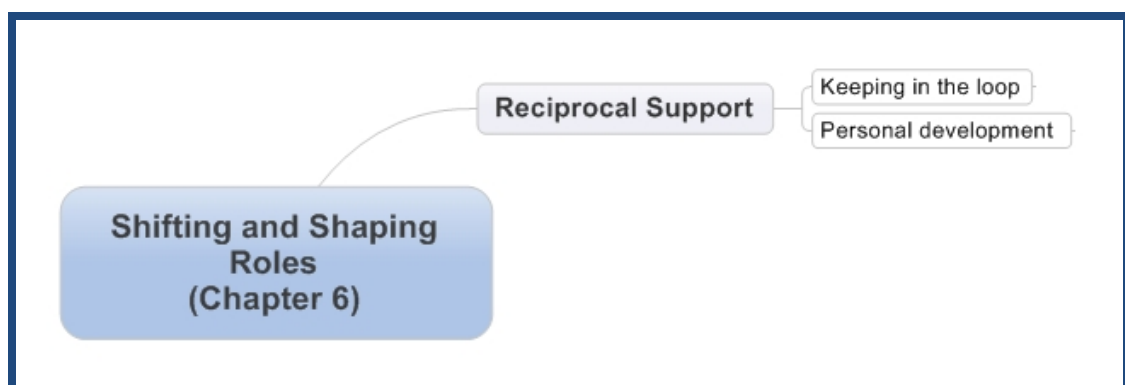 Reciprocal Support
Keeping in the loop
Personal development
Shifting and Shaping
Roles
(Chapter 6)